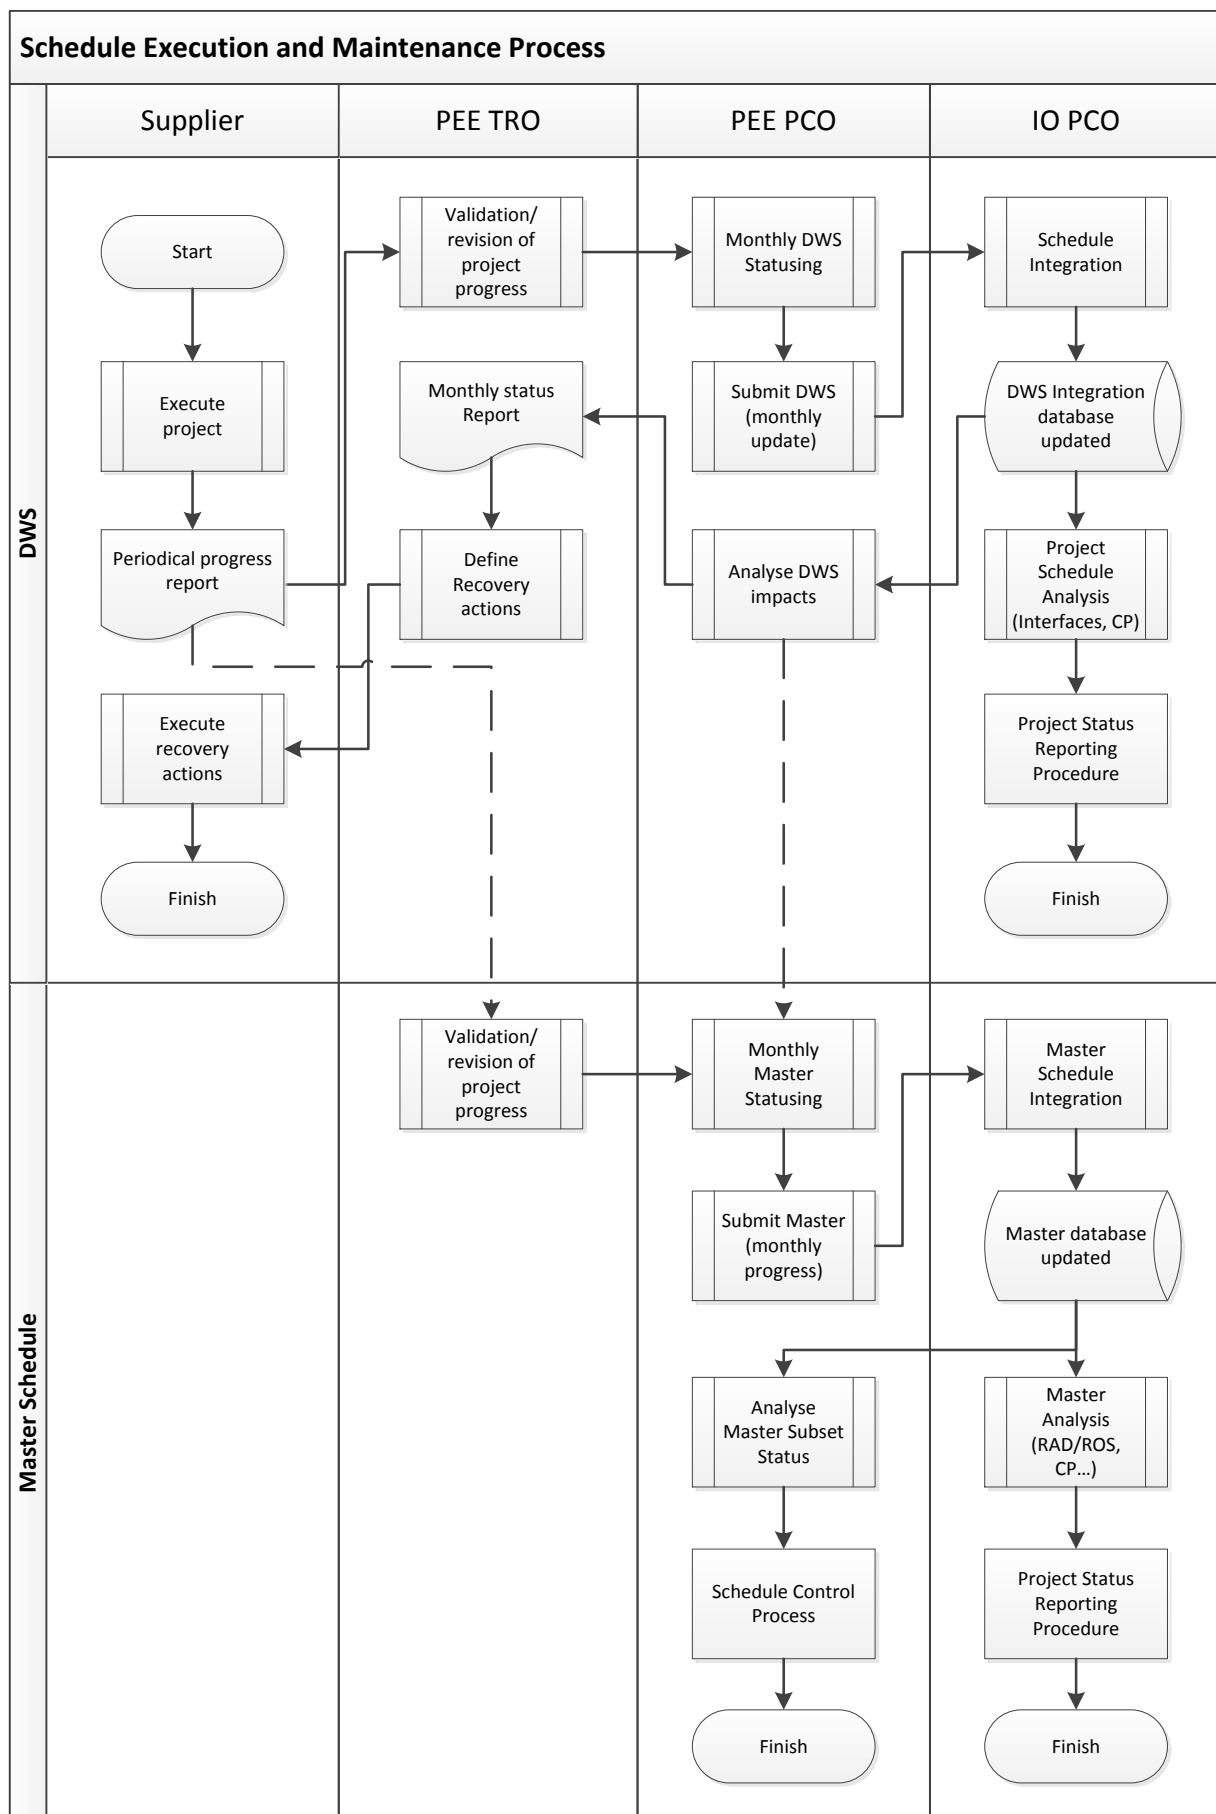 Schedule Execution and Maintenance Process
Supplier
PEE TRO
PEE PCO
IO PCO
DWS
Start
Validation/
revision of
project
progress
Monthly DWS
Statusing
Schedule
Integration
Execute
project
Monthly status
Report
Submit DWS
(monthly
update)
DWS Integration
database
updated
Periodical progress
report
Define
Recovery
actions
Analyse DWS
impacts
Project
Schedule
Analysis
(Interfaces, CP)
Execute
recovery
actions
Project Status
Reporting
Procedure
Finish
Finish
Master Schedule
Validation/
revision of
project
progress
Monthly
Master
Statusing
Master
Schedule
Integration
Submit Master
(monthly
progress)
Master database
updated
Analyse
Master Subset
Status
Master
Analysis
(RAD/ROS,
CP...)
Schedule Control
Process
Project Status
Reporting
Procedure
Finish
Finish